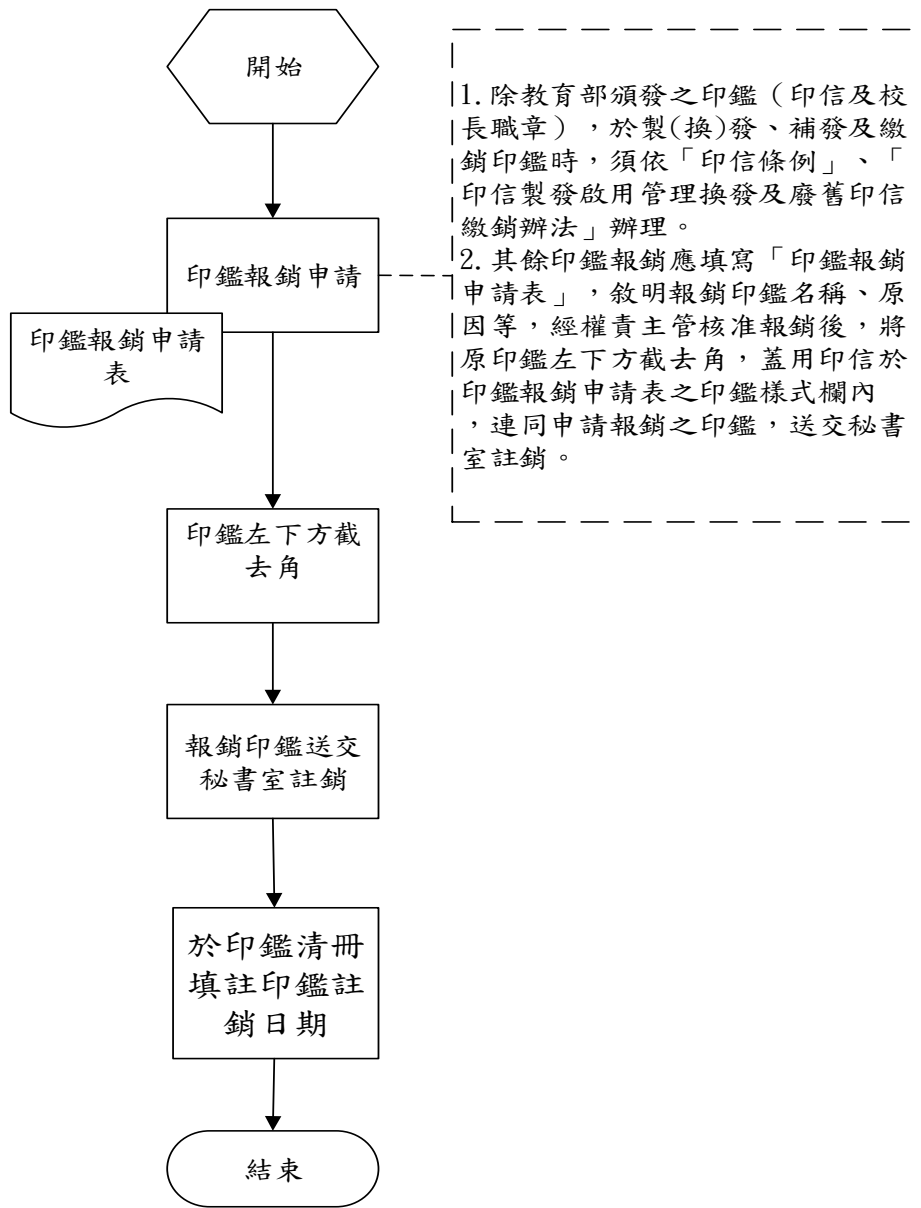 開始
印鑑報銷申請
印鑑報銷申請
表
1.除教育部頒發之印鑑（印信及校
長職章），於製(換)發、補發及繳
銷印鑑時，須依「印信條例」、「
印信製發啟用管理換發及廢舊印信
繳銷辦法」辦理。
2.其餘印鑑報銷應填寫「印鑑報銷
申請表」，敘明報銷印鑑名稱、原
因等，經權責主管核准報銷後，將
原印鑑左下方截去角，蓋用印信於
印鑑報銷申請表之印鑑樣式欄內
，連同申請報銷之印鑑，送交秘書
室註銷。
印鑑左下方截
去角
報銷印鑑送交
秘書室註銷
於印鑑清冊
填註印鑑註
銷日期
結束